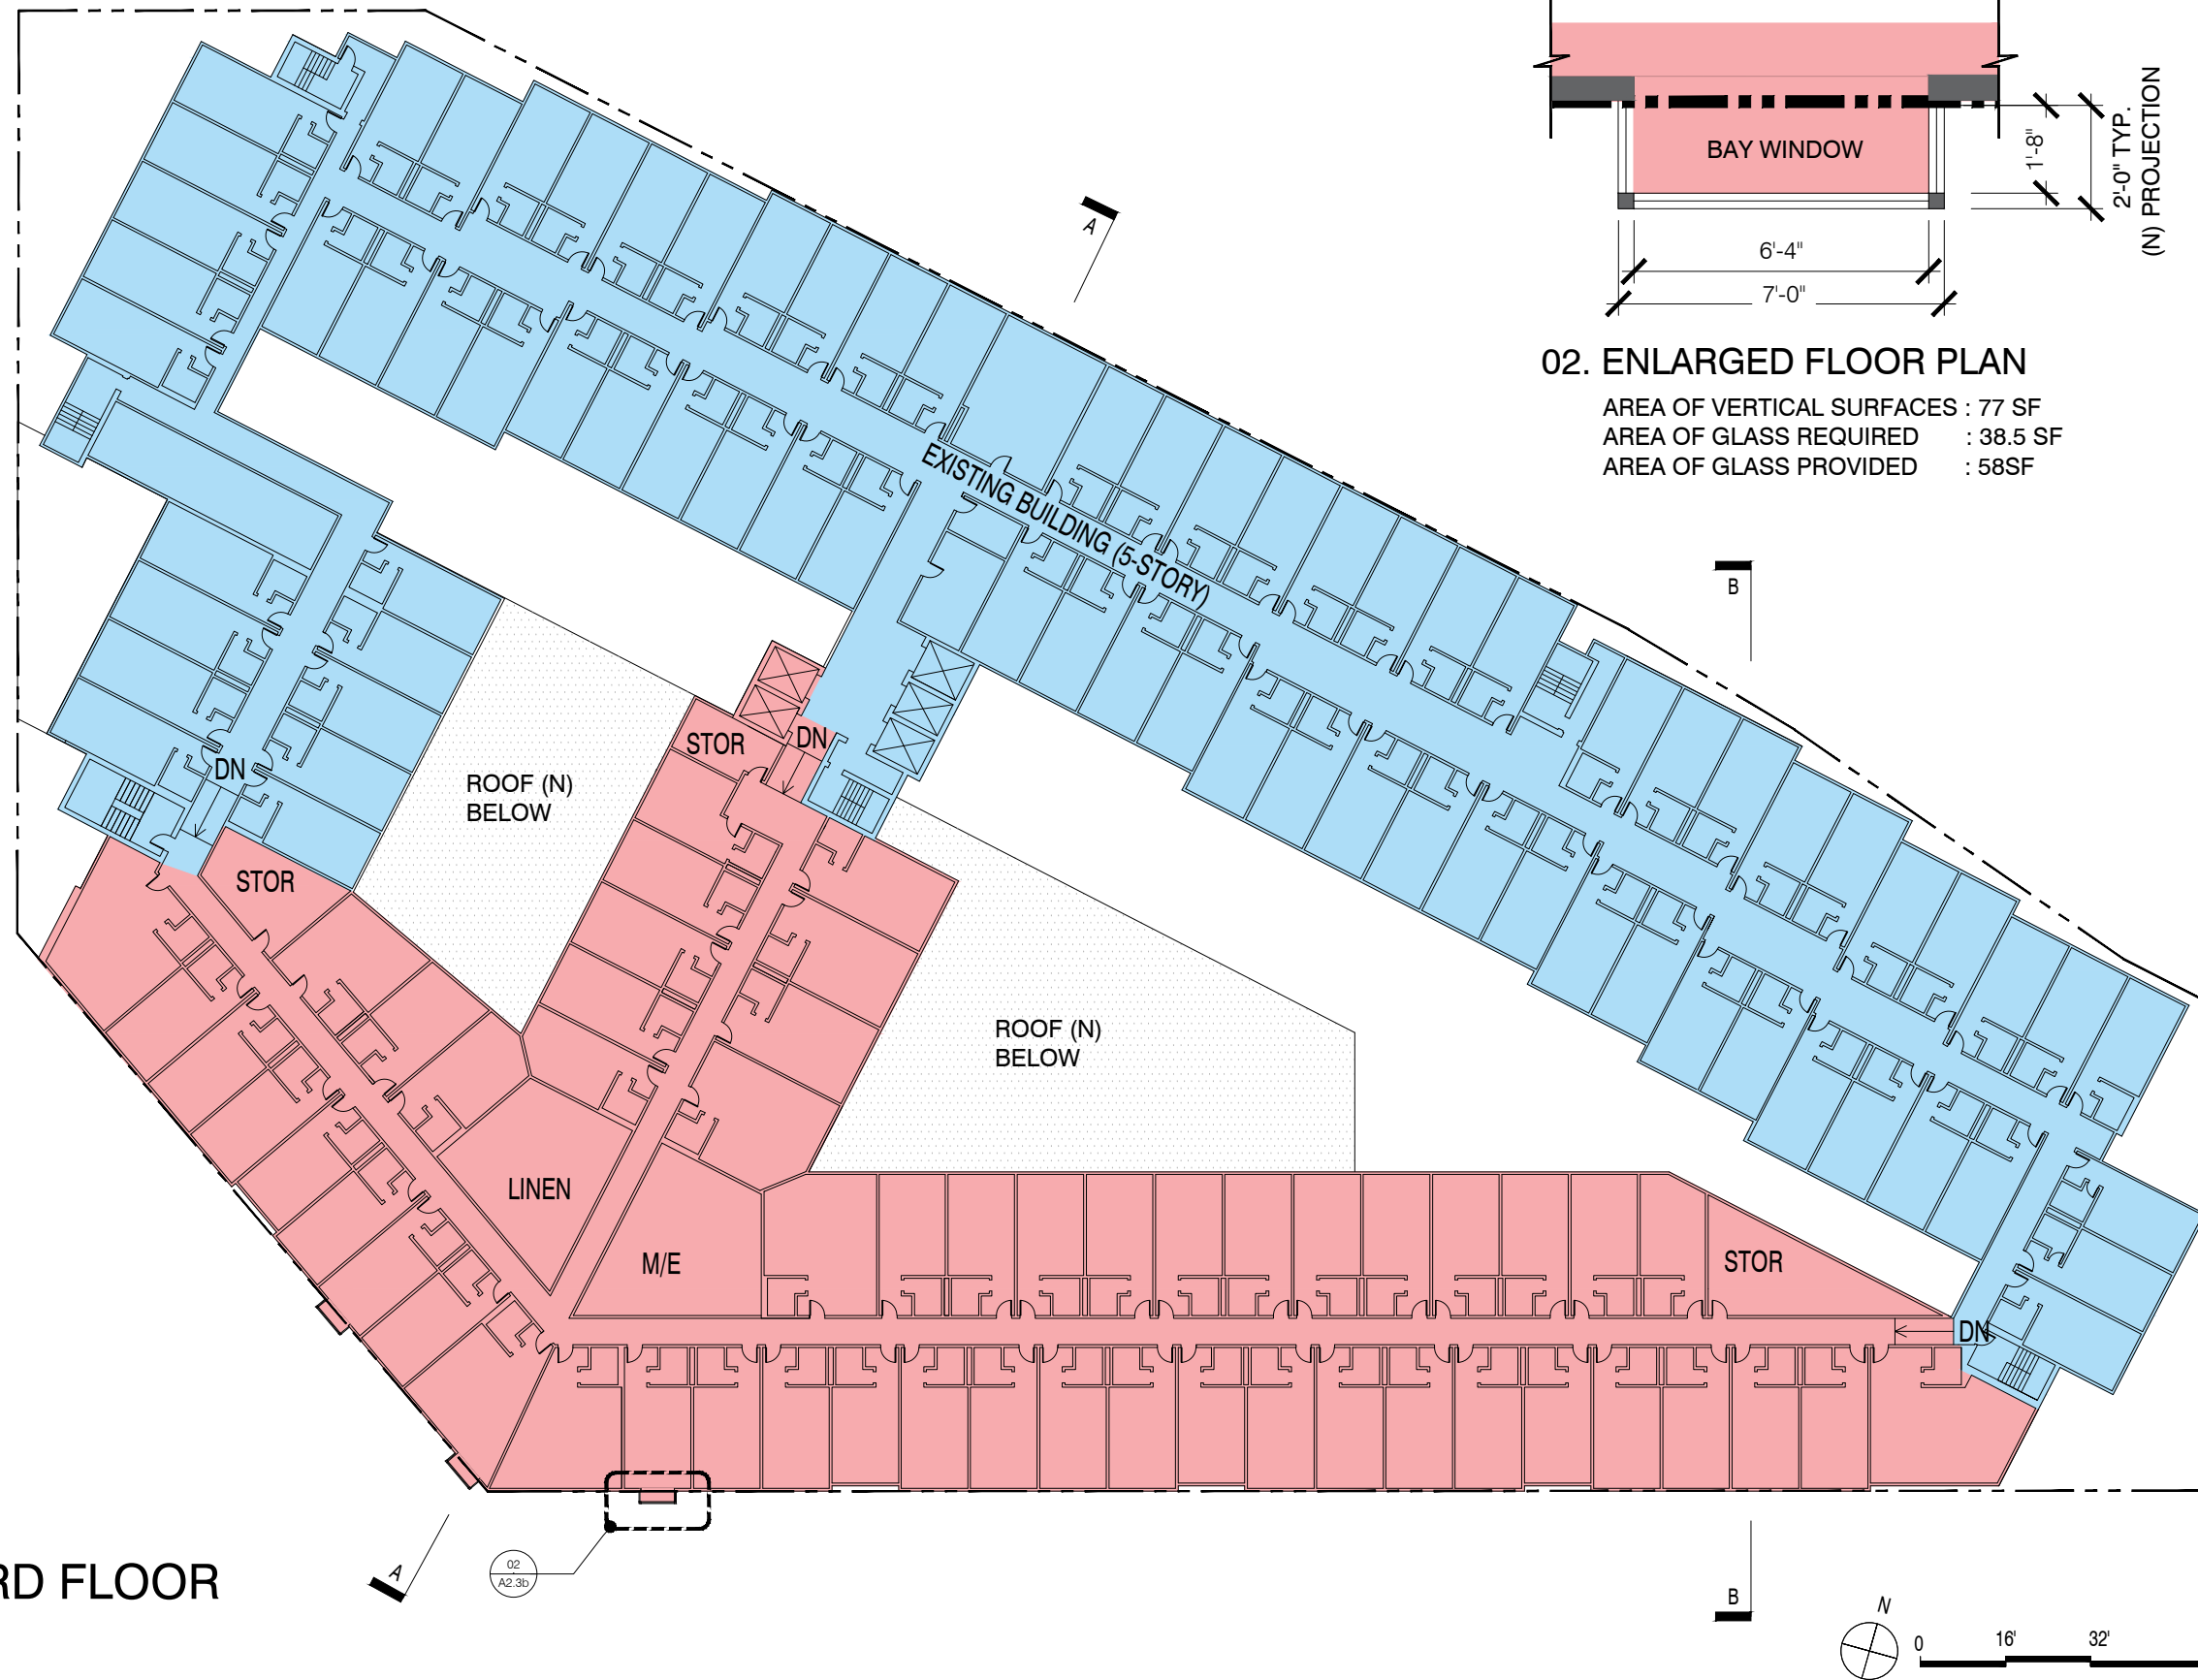 BAY WINDOW
1'-8"
2'-0" TYP.
(N) PROJECTION
6'-4"
7'-0"
02. ENLARGED FLOOR PLAN
AREA OF VERTICAL SURFACES : 77 SF
AREA OF GLASS REQUIRED : 38.5 SF
AREA OF GLASS PROVIDED : 58SF
A
B
EXISTING BUILDING (5-STORY)
STOR
DN
DN
ROOF (N)
BELOW
STOR
ROOF (N)
BELOW
LINEN
M/E
STOR
DN
A
02
A2.3b
B
RD FLOOR
N
0 16' 32'